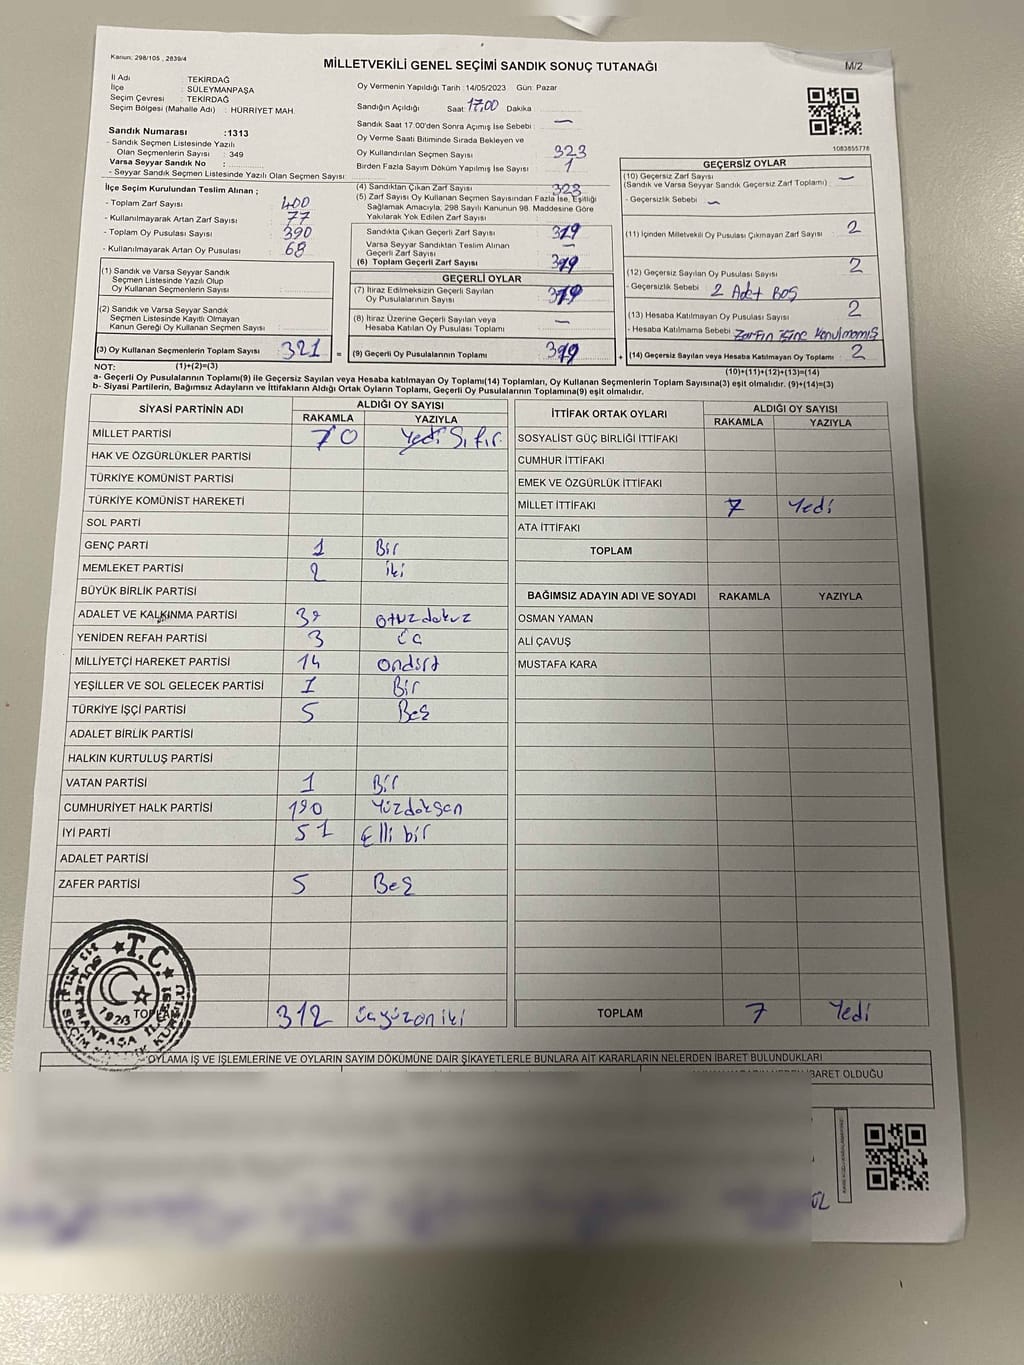 Kanun: 298/105 , 2839/4
MİLLETVEKİLİ GENEL SEÇİMİ SANDIK SONUÇ TUTANAĞI
M/2
İl Adı : TEKİRDAĞ
İlçe : SÜLEYMANPAŞA
Seçim Çevresi : TEKİRDAĞ
Seçim Bölgesi (Mahalle Adı) : HÜRRİYET MAH.
Sandık Numarası :1313
- Sandık Seçmen Listesinde Yazılı
Olan Seçmenlerin Sayısı : 349
Varsa Seyyar Sandık No :
- Seyyar Sandık Seçmen Listesinde Yazılı Olan Seçmen Sayısı :
Oy Vermenin Yapıldığı Tarih : 14/05/2023 Gün: Pazar
Sandığın Açıldığı Saat: 17,00 Dakika
Sandık Saat 17.00'den Sonra Açımış İse Sebebi : —
Oy Verme Saati Bitiminde Sırada Bekleyen ve
Oy Kullandırılan Seçmen Sayısı 323
Birden Fazla Sayım Döküm Yapılmış İse Sayısı 1
1083855778
İlçe Seçim Kurulundan Teslim Alınan ;
- Toplam Zarf Sayısı 400
- Kullanılmayarak Artan Zarf Sayısı 77
- Toplam Oy Pusulası Sayısı 390
- Kullanılmayarak Artan Oy Pusulası 68
(1) Sandık ve Varsa Seyyar Sandık
Seçmen Listesinde Yazılı Olup
Oy Kullanan Seçmenlerin Sayısı
(2) Sandık ve Varsa Seyyar Sandık
Seçmen Listesinde Kayıtlı Olmayan
Kanun Gereği Oy Kullanan Seçmen Sayısı
(3) Oy Kullanan Seçmenlerin Toplam Sayısı 321 =
(1)+(2)=(3)
(4) Sandıktan Çıkan Zarf Sayısı 323
(5) Zarf Sayısı Oy Kullanan Seçmen Sayısından Fazla İse, Eşitliği
Sağlamak Amacıyla, 298 Sayılı Kanunun 98. Maddesine Göre
Yakılarak Yok Edilen Zarf Sayısı
Sandıkta Çıkan Geçerli Zarf Sayısı 319
Varsa Seyyar Sandıktan Teslim Alınan
Geçerli Zarf Sayısı —
(6) Toplam Geçerli Zarf Sayısı 319
GEÇERLİ OYLAR
(7) İtiraz Edilmeksizin Geçerli Sayılan
Oy Pusulalarının Sayısı 319
(8) İtiraz Üzerine Geçerli Sayılan veya
Hesaba Katılan Oy Pusulası Toplamı —
(9) Geçerli Oy Pusulalarının Toplamı 319 +
GEÇERSİZ OYLAR
(10) Geçersiz Zarf Sayısı —
(Sandık ve Varsa Seyyar Sandık Geçersiz Zarf Toplamı)
- Geçersizlik Sebebi —
(11) İçinden Milletvekili Oy Pusulası Çıkmayan Zarf Sayısı 2
(12) Geçersiz Sayılan Oy Pusulası Sayısı 2
- Geçersizlik Sebebi 2 Adet Boş
(13) Hesaba Katılmayan Oy Pusulası Sayısı 2
- Hesaba Katılmama Sebebi Zarfın içine konulmamış
(14) Geçersiz Sayılan veya Hesaba Katılmayan Oy Toplamı 2
(10)+(11)+(12)+(13)=(14)
NOT:
a- Geçerli Oy Pusulalarının Toplamı(9) ile Geçersiz Sayılan veya Hesaba katılmayan Oy Toplamı(14) Toplamları, Oy Kullanan Seçmenlerin Toplam Sayısına(3) eşit olmalıdır. (9)+(14)=(3)
b- Siyasi Partilerin, Bağımsız Adayların ve İttifakların Aldığı Ortak Oyların Toplamı, Geçerli Oy Pusulalarının Toplamına(9) eşit olmalıdır.
SİYASİ PARTİNİN ADI ALDIĞI OY SAYISI
RAKAMLA YAZIYLA
MİLLET PARTİSİ 70 Yedi Sıfır
HAK VE ÖZGÜRLÜKLER PARTİSİ
TÜRKİYE KOMÜNİST PARTİSİ
TÜRKİYE KOMÜNİST HAREKETİ
SOL PARTİ
GENÇ PARTİ 1 Bir
MEMLEKET PARTİSİ 2 iki
BÜYÜK BİRLİK PARTİSİ
ADALET VE KALKINMA PARTİSİ 39 otuzdokuz
YENİDEN REFAH PARTİSİ 3 üç
MİLLİYETÇİ HAREKET PARTİSİ 14 ondört
YEŞİLLER VE SOL GELECEK PARTİSİ 1 Bir
TÜRKİYE İŞÇİ PARTİSİ 5 Beş
ADALET BİRLİK PARTİSİ
HALKIN KURTULUŞ PARTİSİ
VATAN PARTİSİ 1 Bir
CUMHURİYET HALK PARTİSİ 190 Yüzdoksan
İYİ PARTİ 51 Elli bir
ADALET PARTİSİ
ZAFER PARTİSİ 5 Beş
TOPLAM 312 üçyüzoniki
İTTİFAK ORTAK OYLARI ALDIĞI OY SAYISI
RAKAMLA YAZIYLA
SOSYALİST GÜÇ BİRLİĞİ İTTİFAKI
CUMHUR İTTİFAKI
EMEK VE ÖZGÜRLÜK İTTİFAKI
MİLLET İTTİFAKI 7 Yedi
ATA İTTİFAKI
TOPLAM
BAĞIMSIZ ADAYIN ADI VE SOYADI RAKAMLA YAZIYLA
OSMAN YAMAN
ALİ ÇAVUŞ
MUSTAFA KARA
TOPLAM 7 Yedi
T.C.
SÜLEYMANPAŞA İLÇESİ
1923
OYLAMA İŞ VE İŞLEMLERİNE VE OYLARIN SAYIM DÖKÜMÜNE DAİR ŞİKAYETLERLE BUNLARA AİT KARARLARIN NELERDEN İBARET BULUNDUKLARI
İBARET OLDUĞU